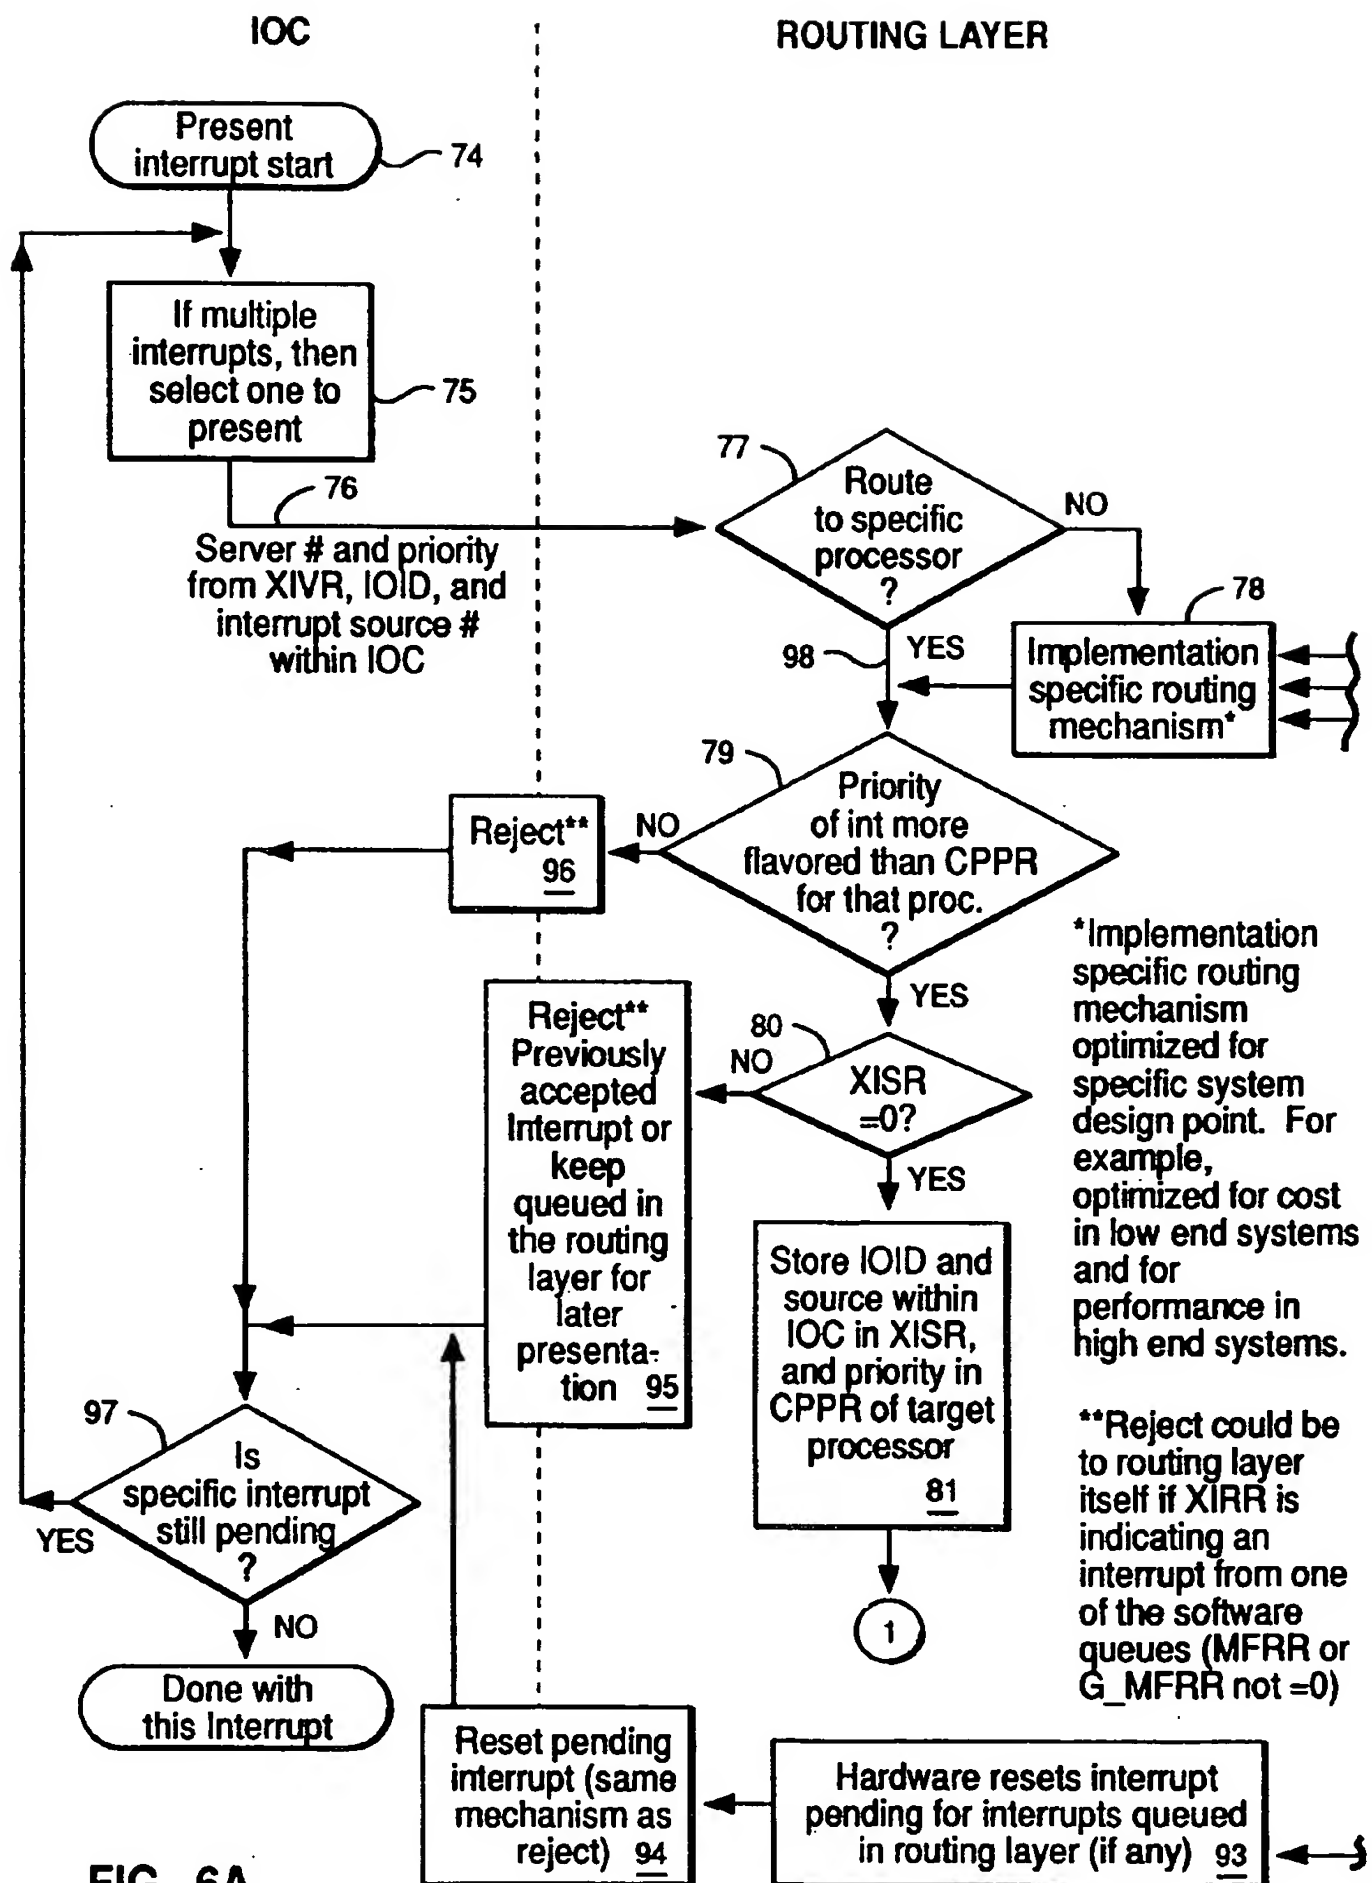 IOC
ROUTING LAYER
Present
interrupt start
74
If multiple
interrupts, then
select one to
present
75
76
Server # and priority
from XIVR, IOID, and
interrupt source #
within IOC
77
Route
to specific
processor
?
NO
78
98
YES
Implementation
specific routing
mechanism*
79
Priority
of int more
flavored than CPPR
for that proc.
?
NO
Reject**
96
YES
80
XISR
=0?
NO
Reject**
Previously
accepted
Interrupt or
keep
queued in
the routing
layer for
later
presenta-
tion 95
YES
Store IOID and
source within
IOC in XISR,
and priority in
CPPR of target
processor
81
1
*Implementation
specific routing
mechanism
optimized for
specific system
design point. For
example,
optimized for cost
in low end systems
and for
performance in
high end systems.
**Reject could be
to routing layer
itself if XIRR is
indicating an
interrupt from one
of the software
queues (MFRR or
G_MFRR not =0)
97
Is
specific interrupt
still pending
?
YES
NO
Done with
this Interrupt
Reset pending
interrupt (same
mechanism as
reject) 94
Hardware resets interrupt
pending for interrupts queued
in routing layer (if any) 93
FIG. 6A